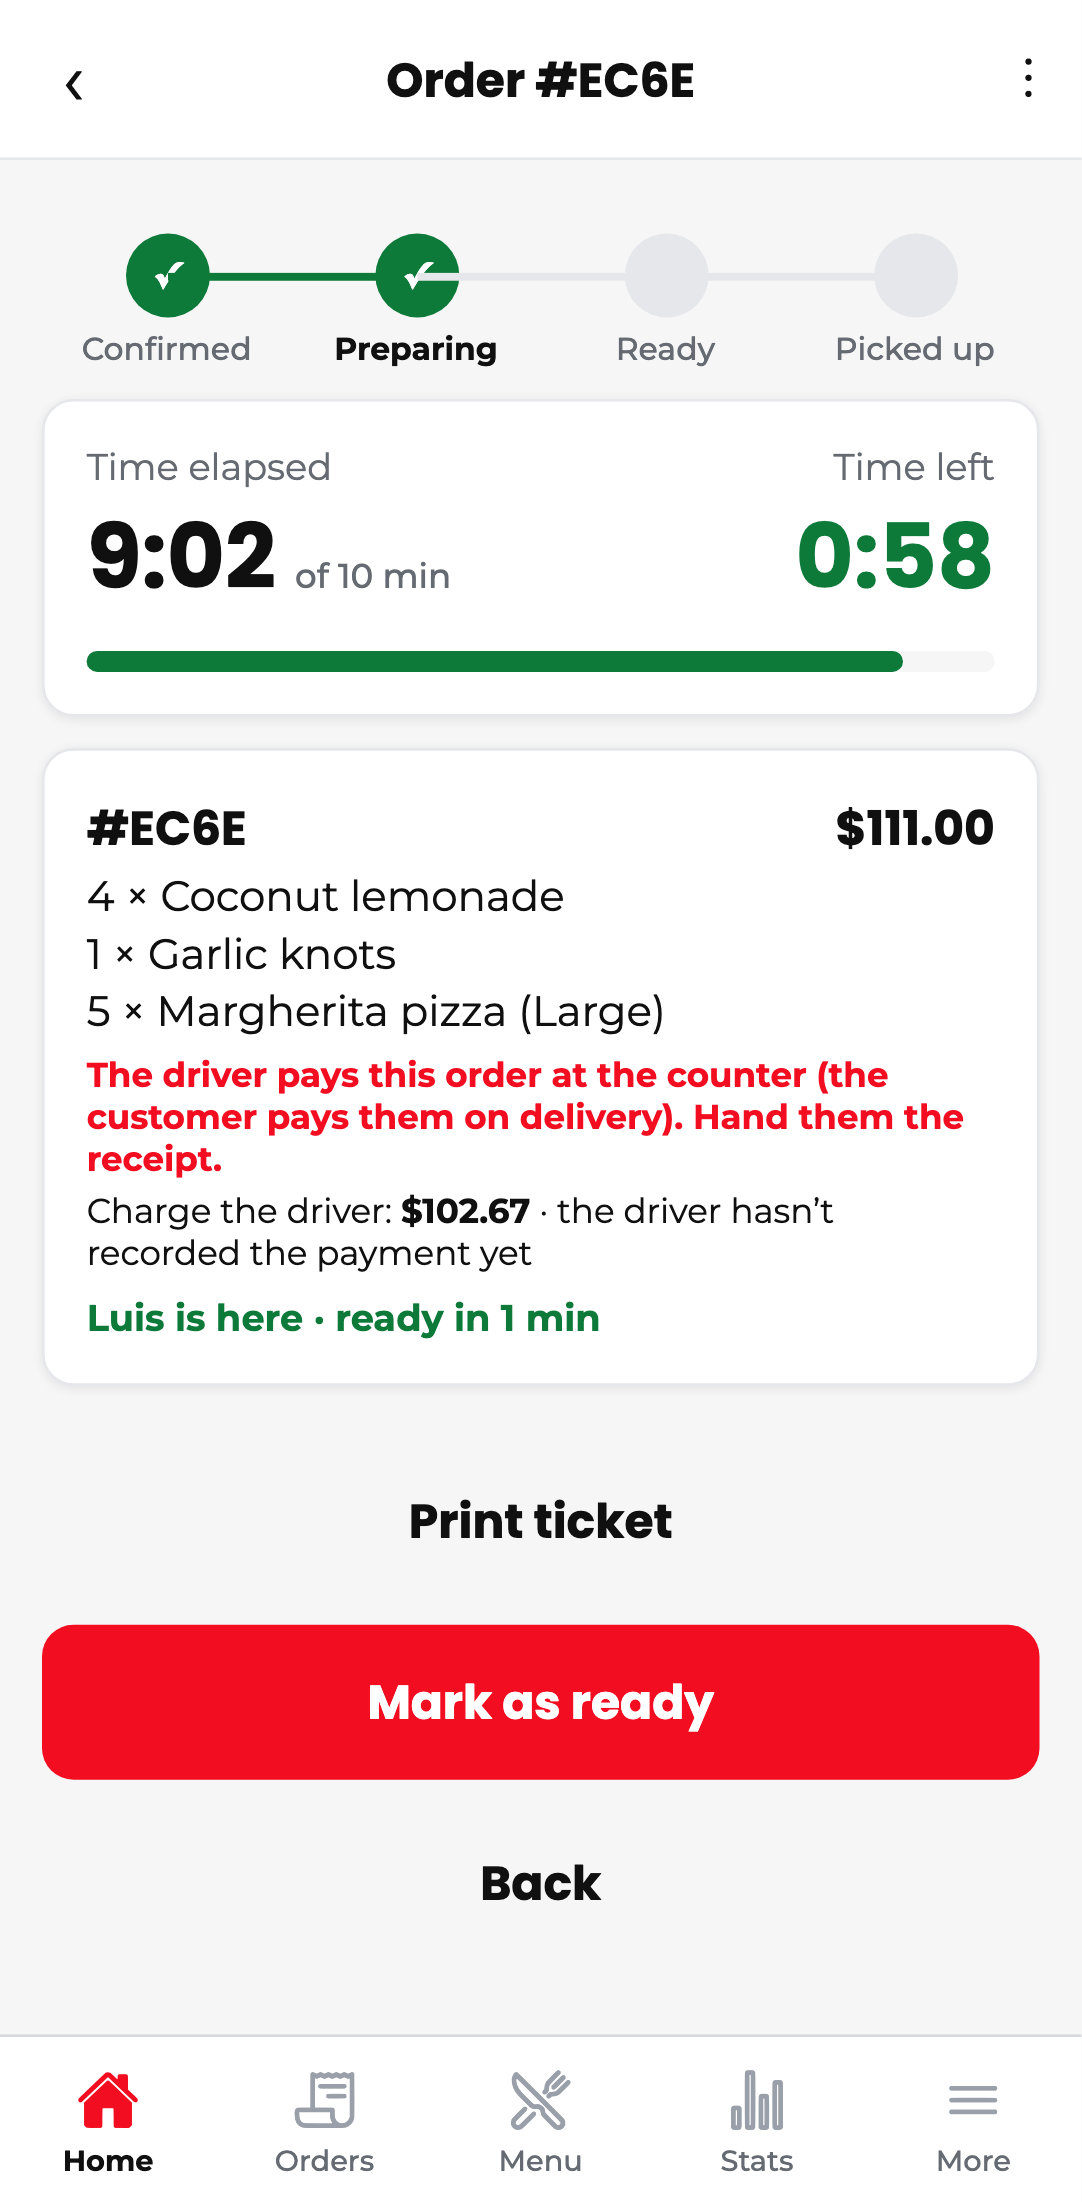 Order #EC6E
Confirmed
Preparing
Ready
Picked up
Time elapsed
Time left
9:02 of 10 min
0:58
#EC6E
$111.00
4 × Coconut lemonade
1 × Garlic knots
5 × Margherita pizza (Large)
The driver pays this order at the counter (the
customer pays them on delivery). Hand them the
receipt.
Charge the driver: $102.67 · the driver hasn’t
recorded the payment yet
Luis is here · ready in 1 min
Print ticket
Mark as ready
Back
Home
Orders
Menu
Stats
More